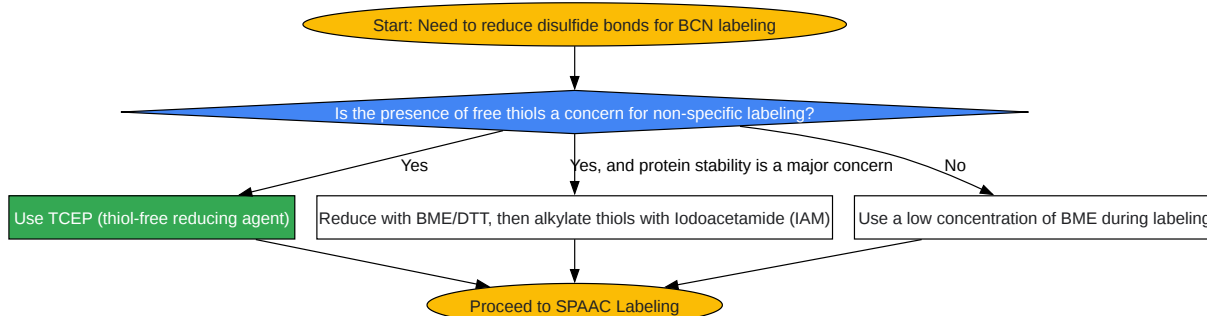 Start: Need to reduce disulfide bonds for BCN labeling
Is the presence of free thiols a concern for non-specific labeling?
Yes
Yes, and protein stability is a major concern
No
Use TCEP (thiol-free reducing agent)
Reduce with BME/DTT, then alkylate thiols with Iodoacetamide (IAM)
Use a low concentration of BME during labeling
Proceed to SPAAC Labeling